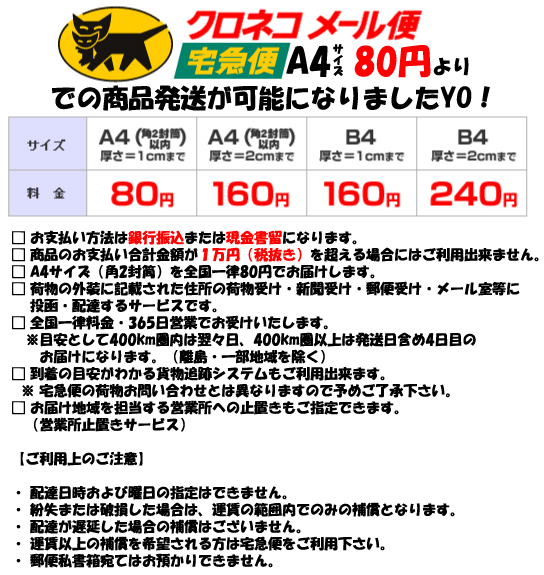 クロネコ メール便
宅急便 A4サイズ 80円より
での商品発送が可能になりましたYO！
サイズ A4(角2封筒以内) 厚さ=1cmまで A4(角2封筒以内) 厚さ=2cmまで B4 厚さ=1cmまで B4 厚さ=2cmまで
料 金 80円 160円 160円 240円
□ お支払い方法は銀行振込または現金書留になります。
□ 商品のお支払い合計金額が１万円（税抜き）を超える場合にはご利用出来ません。
□ A4サイズ（角2封筒）を全国一律80円でお届けします。
□ 荷物の外装に記載された住所の荷物受け・新聞受け・郵便受け・メール室等に
投函・配達するサービスです。
□ 全国一律料金・365日営業でお受けいたします。
※目安として400km圏内は翌々日、400km圏以上は発送日含め4日目の
お届けになります。（離島・一部地域を除く）
□ 到着の目安がわかる貨物追跡システムもご利用出来ます。
※ 宅急便の荷物お問い合わせとは異なりますので予めご了承下さい。
□ お届け地域を担当する営業所への止置きもご指定できます。
（営業所止置きサービス）
【ご利用上のご注意】
・ 配達日時および曜日の指定はできません。
・ 紛失または破損した場合は、運賃の範囲内でのみの補償となります。
・ 配達が遅延した場合の補償はございません。
・ 運賃以上の補償を希望される方は宅急便をご利用下さい。
・ 郵便私書箱宛てはお預かりできません。